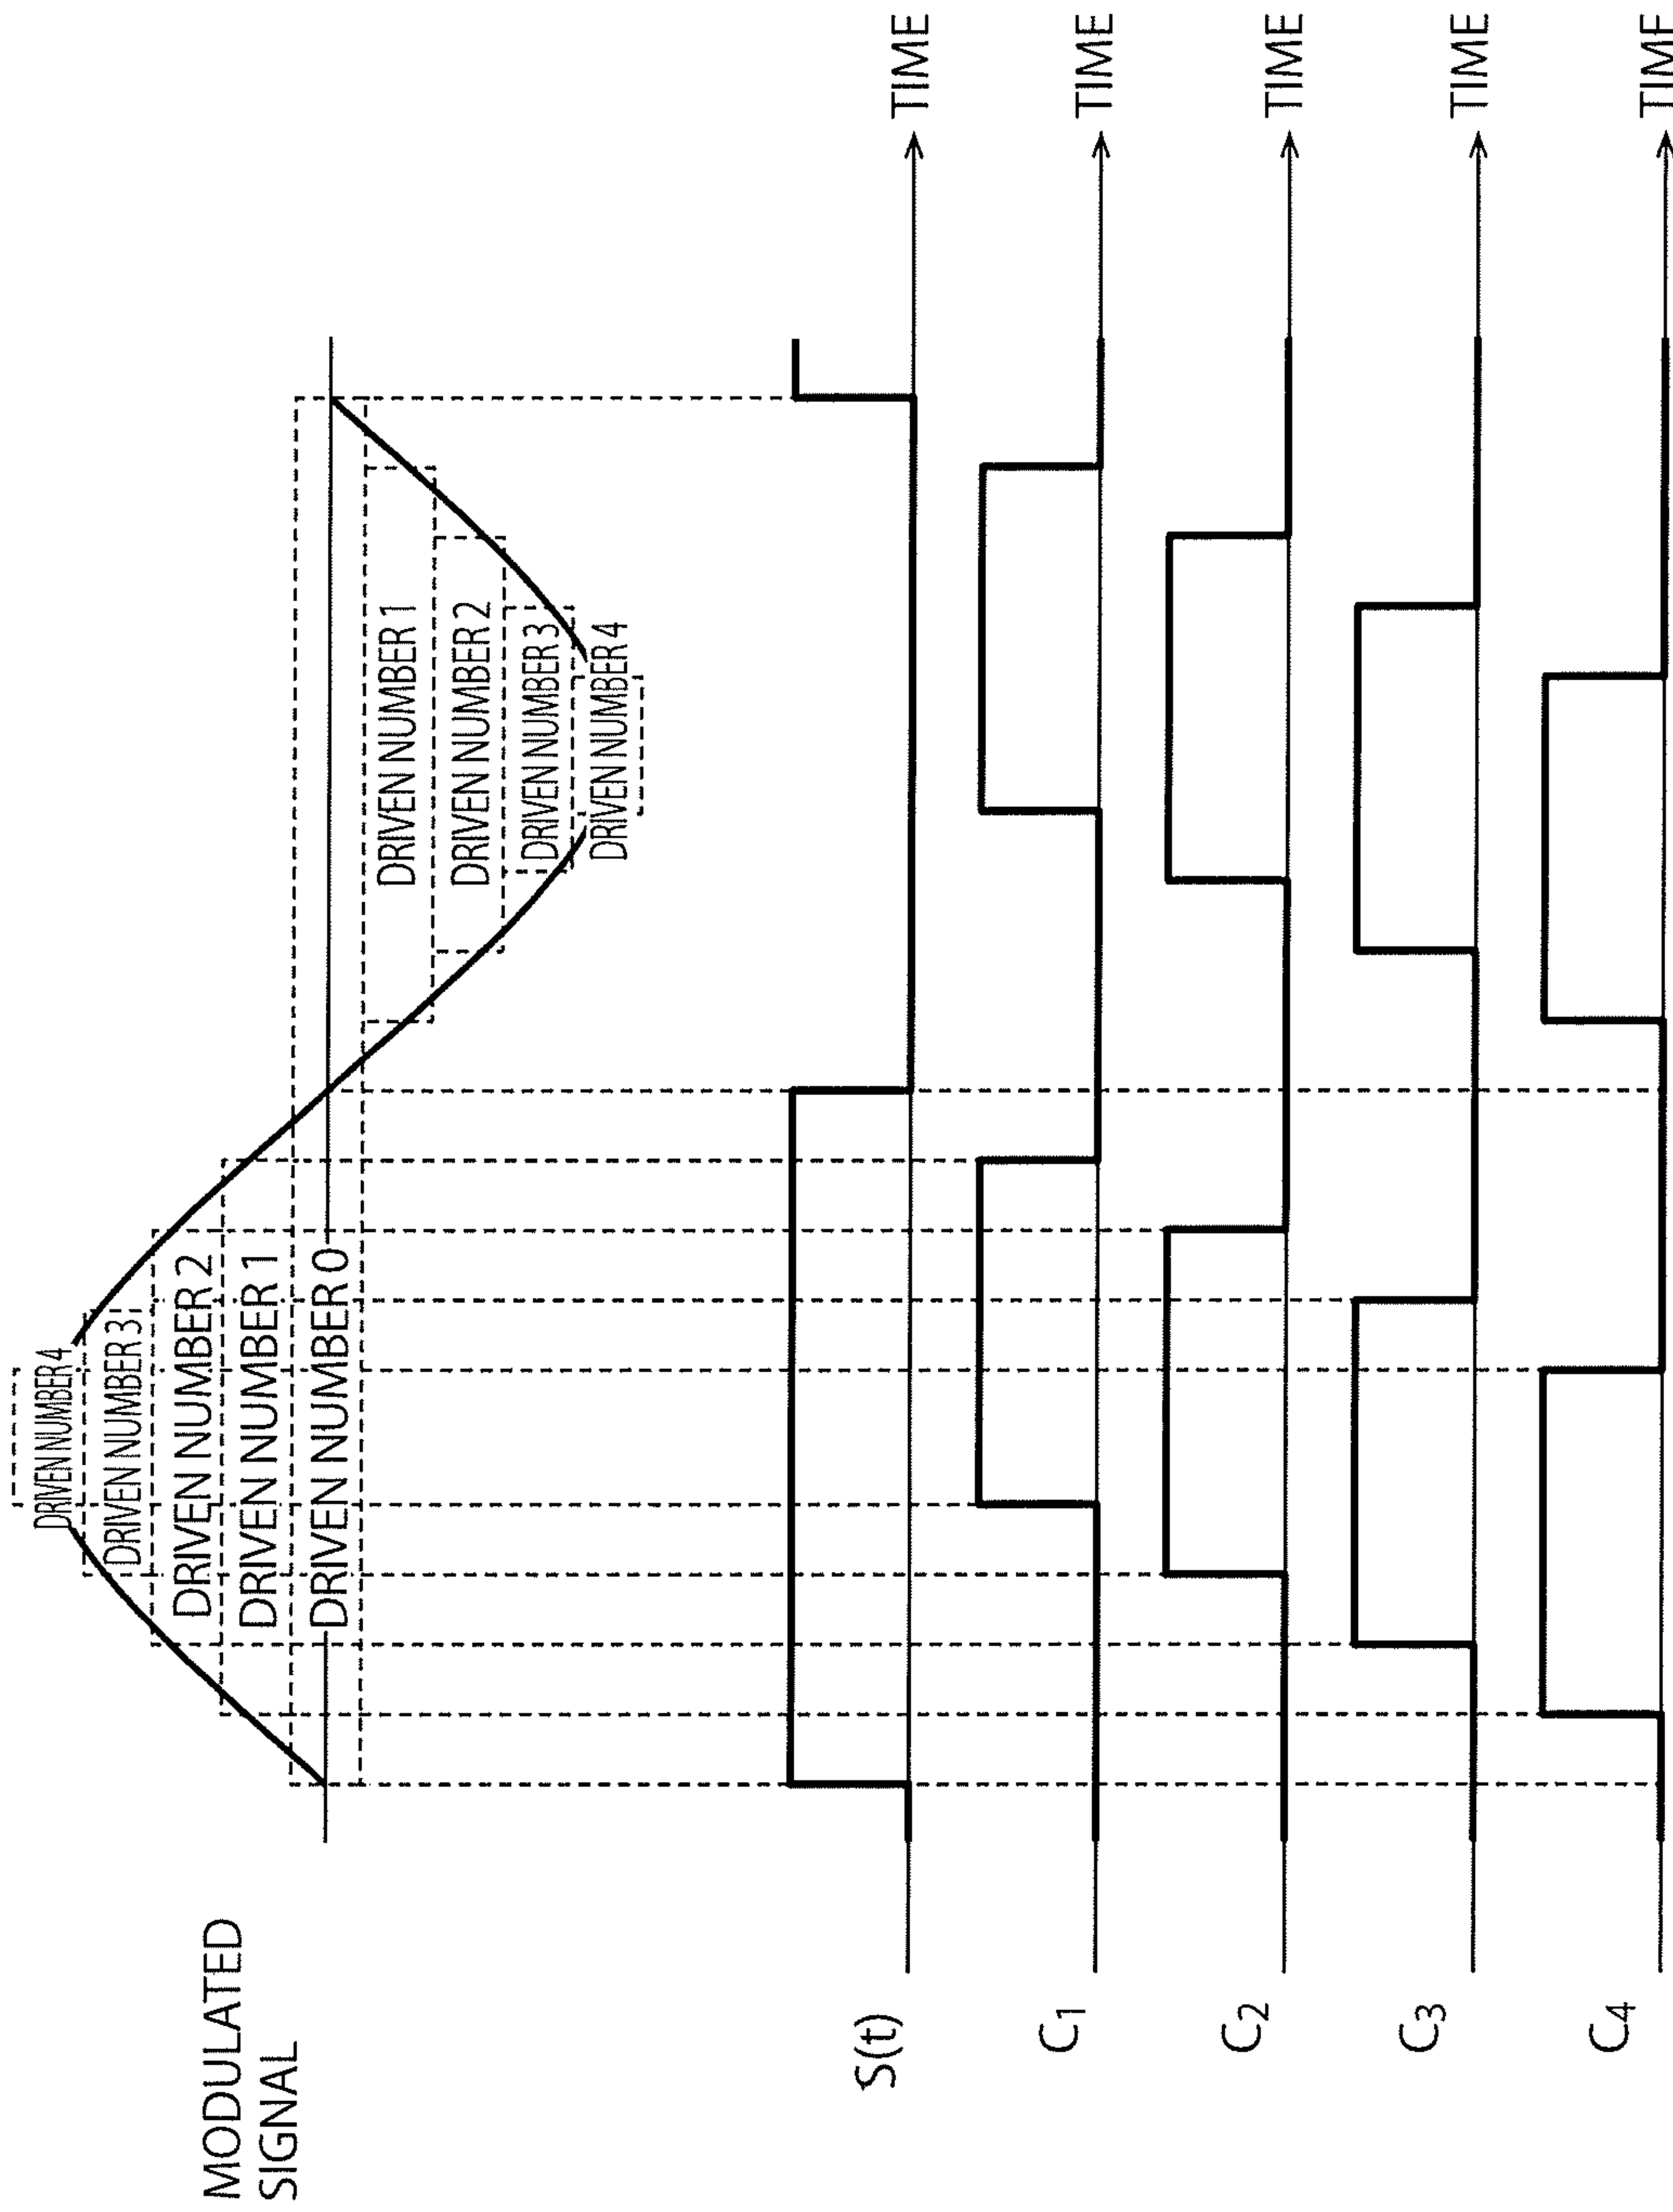 MODULATED
SIGNAL
DRIVEN NUMBER 4
DRIVEN NUMBER 3
DRIVEN NUMBER 2
DRIVEN NUMBER 1
DRIVEN NUMBER 0
DRIVEN NUMBER 1
DRIVEN NUMBER 2
DRIVEN NUMBER 3
DRIVEN NUMBER 4
S(t)
TIME
C1
TIME
C2
TIME
C3
TIME
C4
TIME